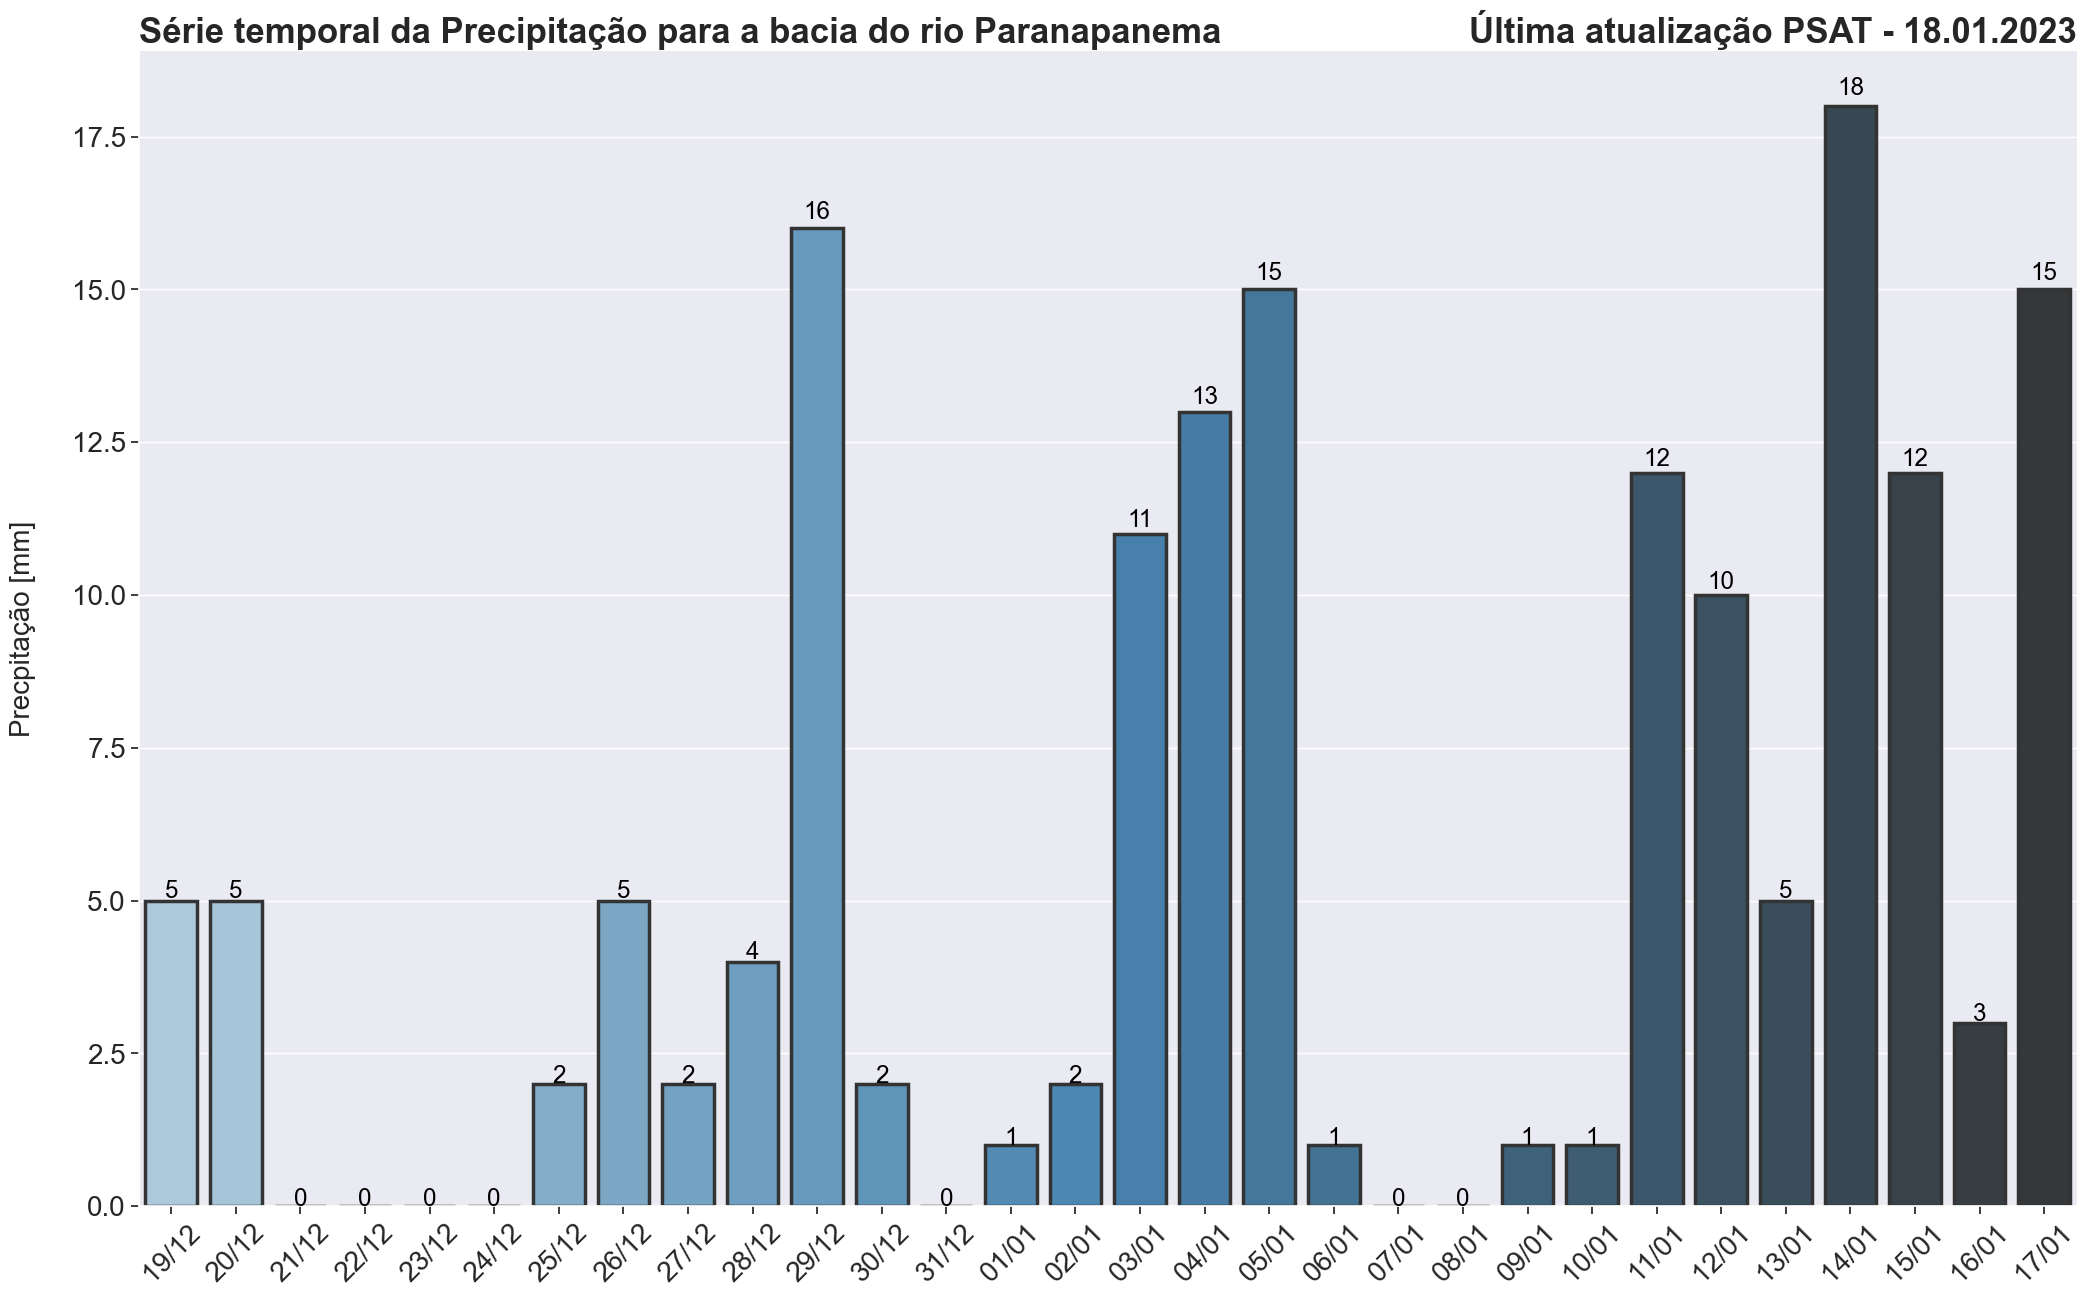 Série temporal da Precipitação para a bacia do rio Paranapanema
Última atualização PSAT - 18.01.2023
Precpitação [mm]
17.5
15.0
12.5
10.0
7.5
5.0
2.5
0.0
5 5 0 0 0 0 2 5 2 4 16 2 0 1 2 11 13 15 1 0 0 1 1 12 10 5 18 12 3 15
19/12 20/12 21/12 22/12 23/12 24/12 25/12 26/12 27/12 28/12 29/12 30/12 31/12 01/01 02/01 03/01 04/01 05/01 06/01 07/01 08/01 09/01 10/01 11/01 12/01 13/01 14/01 15/01 16/01 17/01